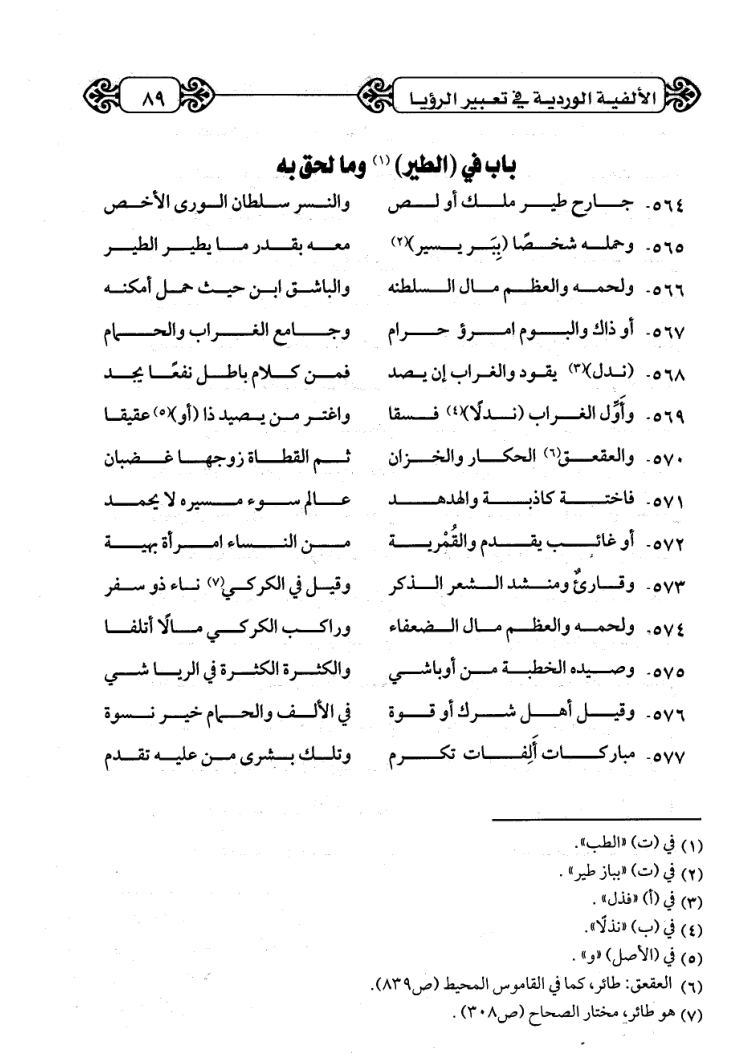 الألفية الوردية في تعبير الرؤيا ٨٩
باب في (الطير) (١) وما لحق به
٥٦٤. جارح طير ملك أو لص والنسر سلطان الورى الأخص
٥٦٥. وحمله شخصًا (بِبَر يسير)(٢) معه بقدر ما يطير الطير
٥٦٦. ولحمه والعظم مال السلطنه والباشق ابن حيث حمل أمكنه
٥٦٧. أو ذاك والبوم امرؤ حرام وجامع الغراب والحمام
٥٦٨. (ندل)(٣) يقود والغراب إن يصد فمن كلام باطل نفعًا يجد
٥٦٩. وأَوِّل الغراب (ندلًا)(٤) فسقا واغتر من يصيد ذا (أو)(٥) عقيقا
٥٧٠. والعقعق(٦) الحكار والخزان ثم القطاة زوجها غضبان
٥٧١. فاختة كاذبة والهدهد عالم سوء مسيره لا يحمد
٥٧٢. أو غائب يقدم والقُمْرية من النساء امرأة بهية
٥٧٣. وقارئٌ ومنشد الشعر الذكر وقيل في الكركي(٧) ناء ذو سفر
٥٧٤. ولحمه والعظم مال الضعفاء وراكب الكركي مالًا أتلفا
٥٧٥. وصيده الخطبة من أوباشي والكثرة الكثرة في الريا شي
٥٧٦. وقيل أهل شرك أو قوة في الألف والحمام خير نسوة
٥٧٧. مباركات أَلِفات تكرم وتلك بشرى من عليه تقدم
(١) في (ت) «الطب».
(٢) في (ت) «بباز طير» .
(٣) في (أ) «فذل» .
(٤) في (ب) «نذلًا».
(٥) في (الأصل) «و» .
(٦) العقعق: طائر، كما في القاموس المحيط (ص٨٣٩).
(٧) هو طائر، مختار الصحاح (ص٣٠٨) .